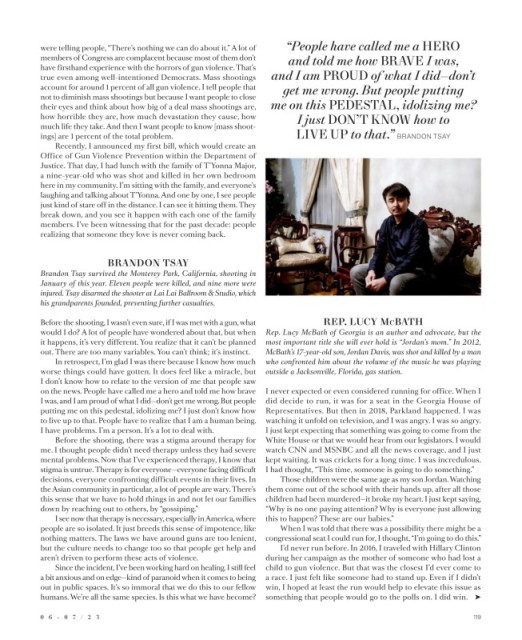 were telling people, "There's nothing we can do about it." A lot of
members of Congress are complacent because most of them don't
have firsthand experience with the horrors of gun violence. That's
true even among well-intentioned Democrats. Mass shootings
account for around 1 percent of all gun violence. I tell people that
not to diminish mass shootings but because I want people to close
their eyes and think about how big of a deal mass shootings are,
how horrible they are, how much devastation they cause, how
much life they take. And then I want people to know [mass shoot-
ings] are 1 percent of the total problem.
Recently, I announced my first bill, which would create an
Office of Gun Violence Prevention within the Department of
Justice. That day, I had lunch with the family of T'Yonna Major,
a nine-year-old who was shot and killed in her own bedroom
here in my community. I'm sitting with the family, and everyone's
laughing and talking about T'Yonna. And one by one, I see people
just kind of stare off in the distance. I can see it hitting them. They
break down, and you see it happen with each one of the family
members. I've been witnessing that for the past decade: people
realizing that someone they love is never coming back.
BRANDON TSAY
Brandon Tsay survived the Monterey Park, California, shooting in
January of this year. Eleven people were killed, and nine more were
injured. Tsay disarmed the shooter at Lai Lai Ballroom & Studio, which
his grandparents founded, preventing further casualties.
Before the shooting, I wasn't even sure, if I was met with a gun, what
would I do? A lot of people have wondered about that, but when
it happens, it's very different. You realize that it can't be planned
out. There are too many variables. You can't think; it's instinct.
In retrospect, I'm glad I was there because I know how much
worse things could have gotten. It does feel like a miracle, but
I don't know how to relate to the version of me that people saw
on the news. People have called me a hero and told me how brave
I was, and I am proud of what I did—don't get me wrong. But people
putting me on this pedestal, idolizing me? I just don't know how
to live up to that. People have to realize that I am a human being.
I have problems. I'm a person. It's a lot to deal with.
Before the shooting, there was a stigma around therapy for
me. I thought people didn't need therapy unless they had severe
mental problems. Now that I've experienced therapy, I know that
stigma is untrue. Therapy is for everyone—everyone facing difficult
decisions, everyone confronting difficult events in their lives. In
the Asian community in particular, a lot of people are wary. There's
this sense that we have to hold things in and not let our families
down by reaching out to others, by "gossiping."
I see now that therapy is necessary, especially in America, where
people are so isolated. It just breeds this sense of impotence, like
nothing matters. The laws we have around guns are too lenient,
but the culture needs to change too so that people get help and
aren't driven to perform these acts of violence.
Since the incident, I've been working hard on healing. I still feel
a bit anxious and on edge—kind of paranoid when it comes to being
out in public spaces. It's so immoral that we do this to our fellow
humans. We're all the same species. Is this what we have become?
"People have called me a HERO
and told me how BRAVE I was,
and I am PROUD of what I did—don't
get me wrong. But people putting
me on this PEDESTAL, idolizing me?
I just DON'T KNOW how to
LIVE UP to that." BRANDON TSAY
REP. LUCY McBATH
Rep. Lucy McBath of Georgia is an author and advocate, but the
most important title she will ever hold is "Jordan's mom." In 2012,
McBath's 17-year-old son, Jordan Davis, was shot and killed by a man
who confronted him about the volume of the music he was playing
outside a Jacksonville, Florida, gas station.
I never expected or even considered running for office. When I
did decide to run, it was for a seat in the Georgia House of
Representatives. But then in 2018, Parkland happened. I was
watching it unfold on television, and I was angry. I was so angry.
I just kept expecting that something was going to come from the
White House or that we would hear from our legislators. I would
watch CNN and MSNBC and all the news coverage, and I just
kept waiting. It was crickets for a long time. I was incredulous.
I had thought, "This time, someone is going to do something."
Those children were the same age as my son Jordan. Watching
them come out of the school with their hands up, after all those
children had been murdered—it broke my heart. I just kept saying,
"Why is no one paying attention? Why is everyone just allowing
this to happen? These are our babies."
When I was told that there was a possibility there might be a
congressional seat I could run for, I thought, "I'm going to do this."
I'd never run before. In 2016, I traveled with Hillary Clinton
during her campaign as the mother of someone who had lost a
child to gun violence. But that was the closest I'd ever come to
a race. I just felt like someone had to stand up. Even if I didn't
win, I hoped at least the run would help to elevate this issue as
something that people would go to the polls on. I did win. ➤
06•07/23
119